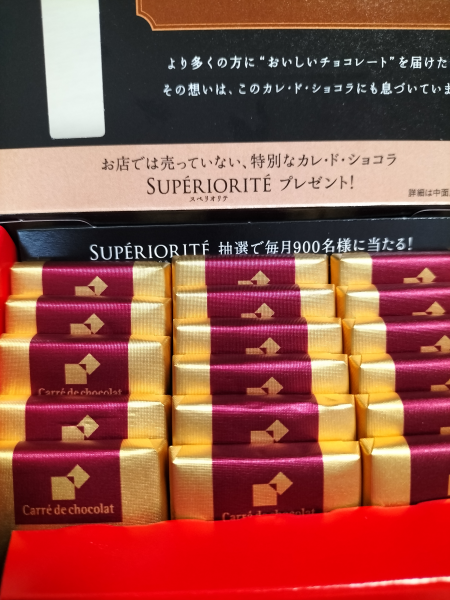 より多くの方に“おいしいチョコレート”を届けた
その想いは、このカレ・ド・ショコラにも息づいていま
お店では売っていない、特別なカレ・ド・ショコラ
SUPÉRIORITÉ プレゼント!
スペリオリテ
詳細は中面
SUPÉRIORITÉ 抽選で毎月900名様に当たる!
Carré de chocolat
Carré de chocolat
Carré de chocolat